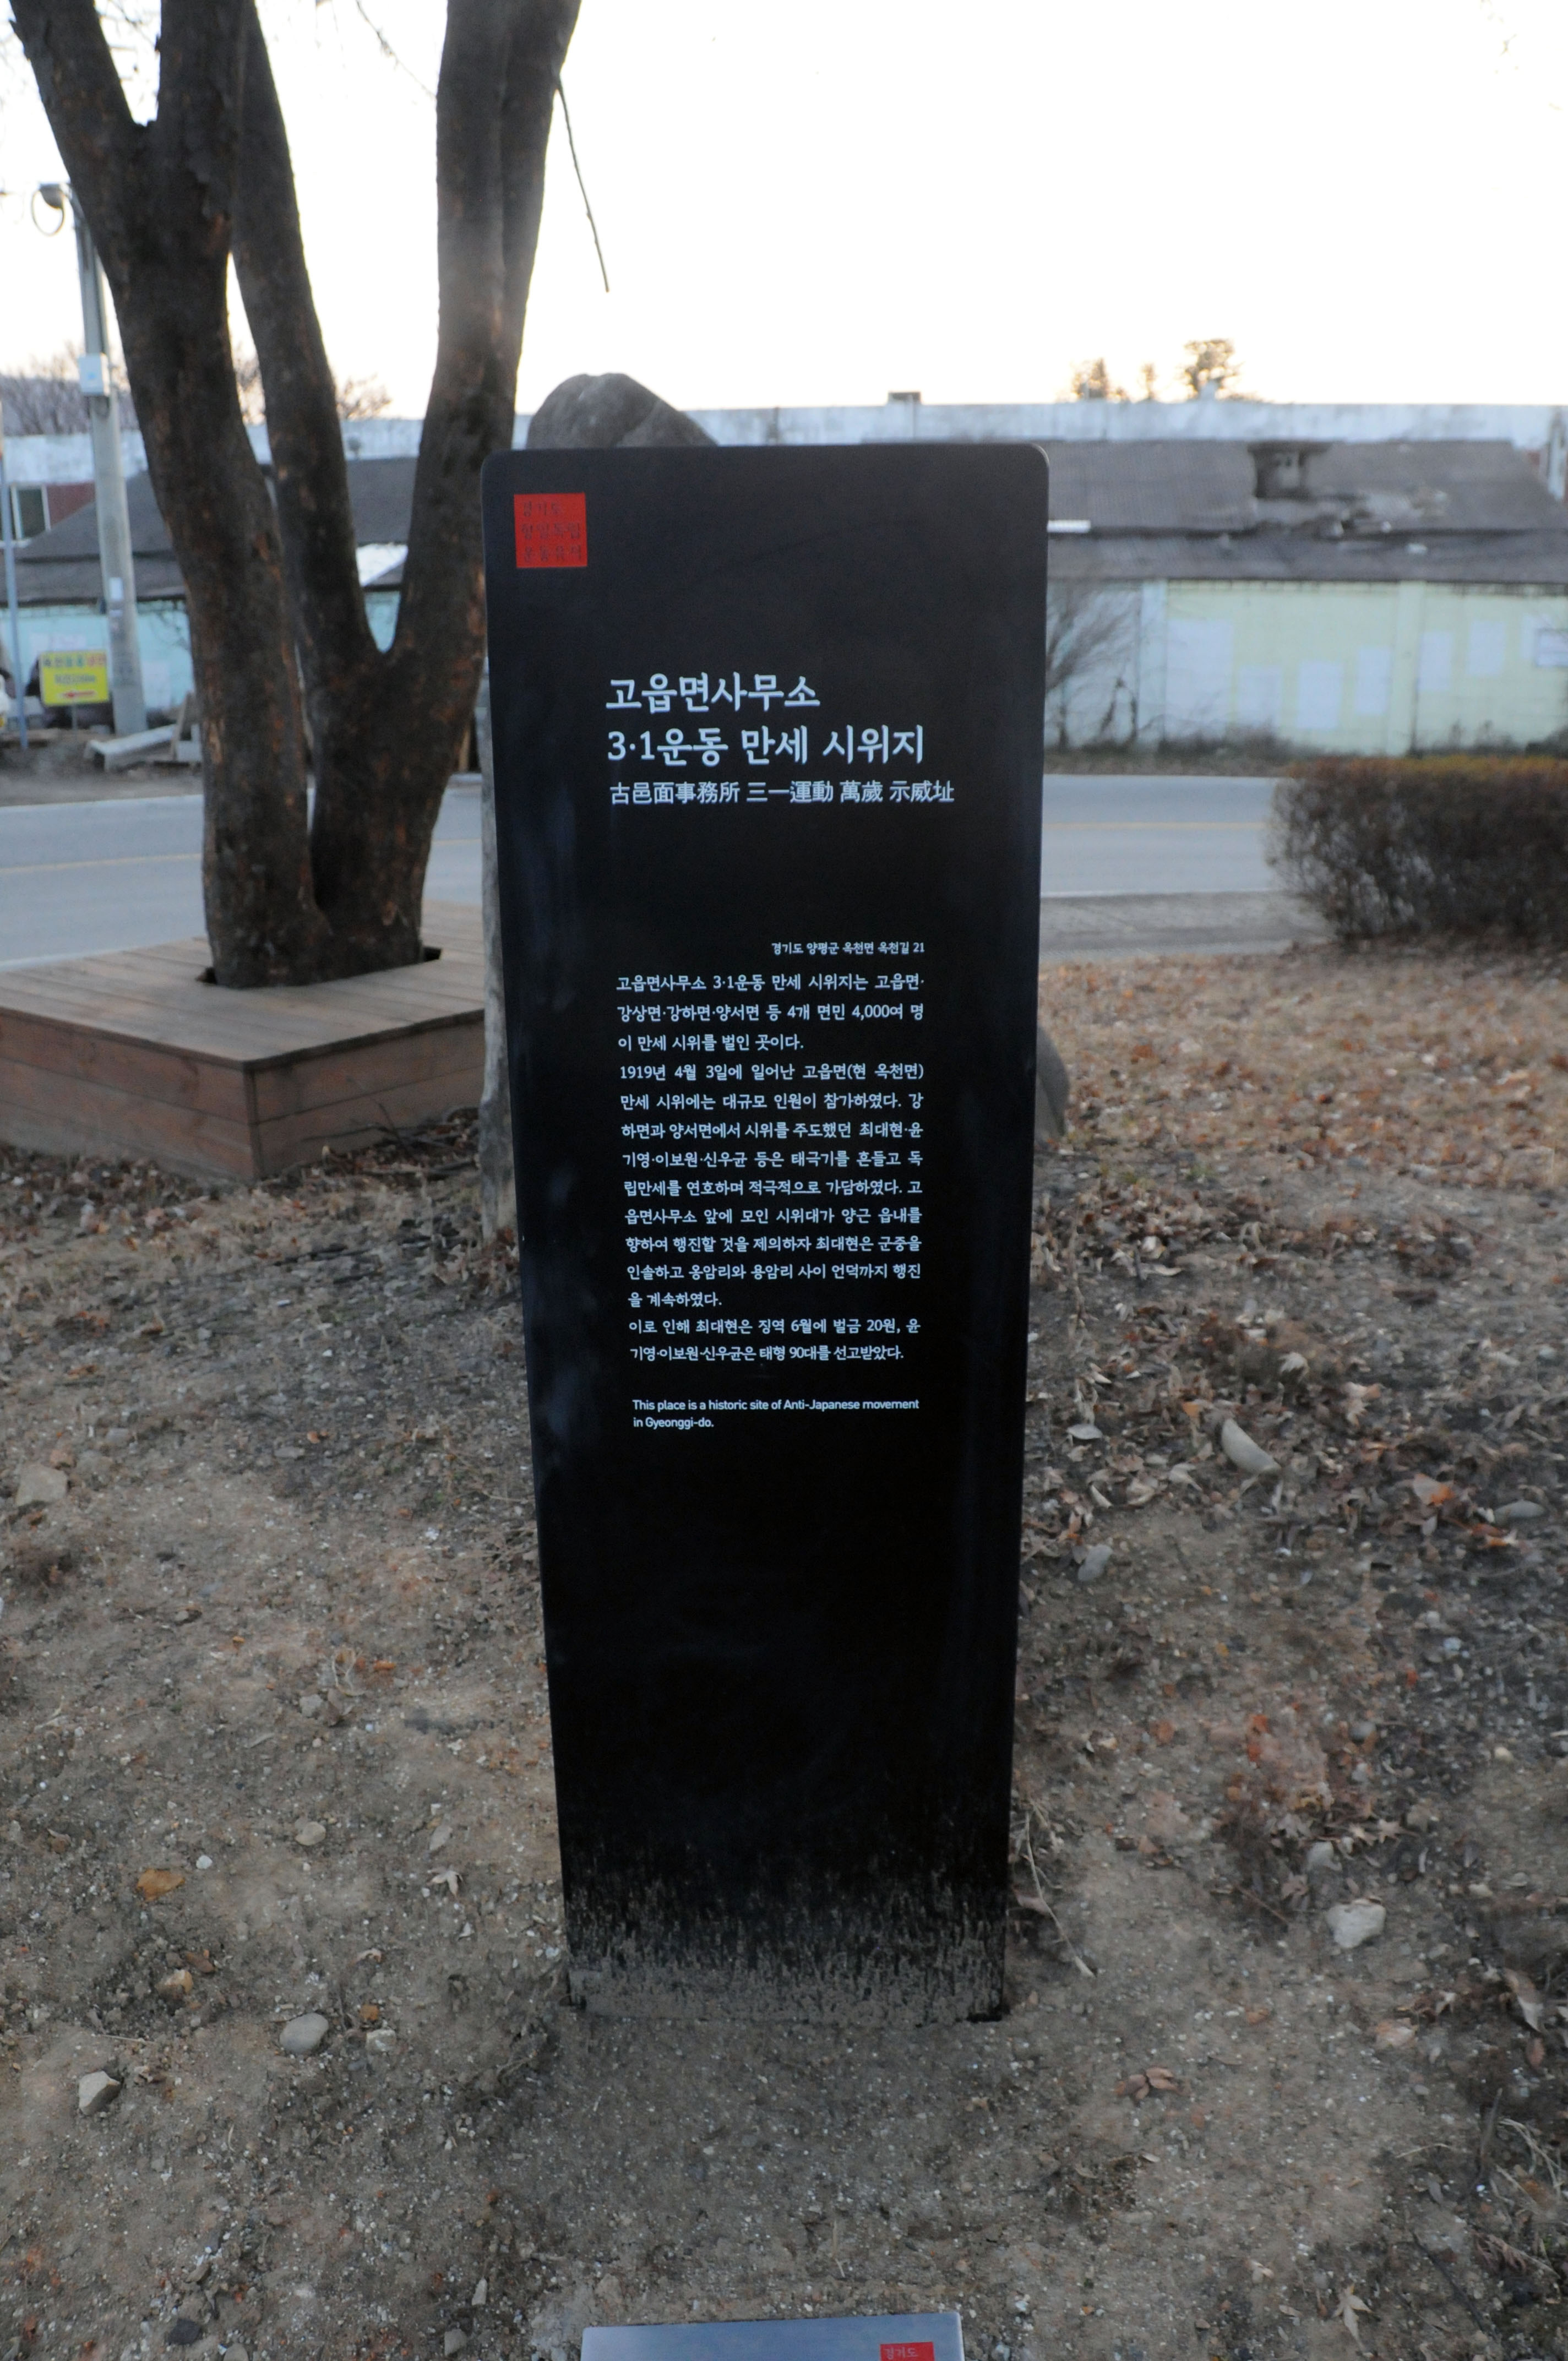 경기도
항일독립
운동유적
고읍면사무소
3·1운동 만세 시위지
古邑面事務所 三一運動 萬歲 示威址
경기도 양평군 옥천면 옥천길 21
고읍면사무소 3·1운동 만세 시위지는 고읍면·
강상면·강하면·양서면 등 4개 면민 4,000여 명
이 만세 시위를 벌인 곳이다.
1919년 4월 3일에 일어난 고읍면(현 옥천면)
만세 시위에는 대규모 인원이 참가하였다. 강
하면과 양서면에서 시위를 주도했던 최대현·윤
기영·이보원·신우균 등은 태극기를 흔들고 독
립만세를 연호하며 적극적으로 가담하였다. 고
읍면사무소 앞에 모인 시위대가 양근 읍내를
향하여 행진할 것을 제의하자 최대현은 군중을
인솔하고 옹암리와 용암리 사이 언덕까지 행진
을 계속하였다.
이로 인해 최대현은 징역 6월에 벌금 20원, 윤
기영·이보원·신우균은 태형 90대를 선고받았다.
This place is a historic site of Anti-Japanese movement
in Gyeonggi-do.
경기도